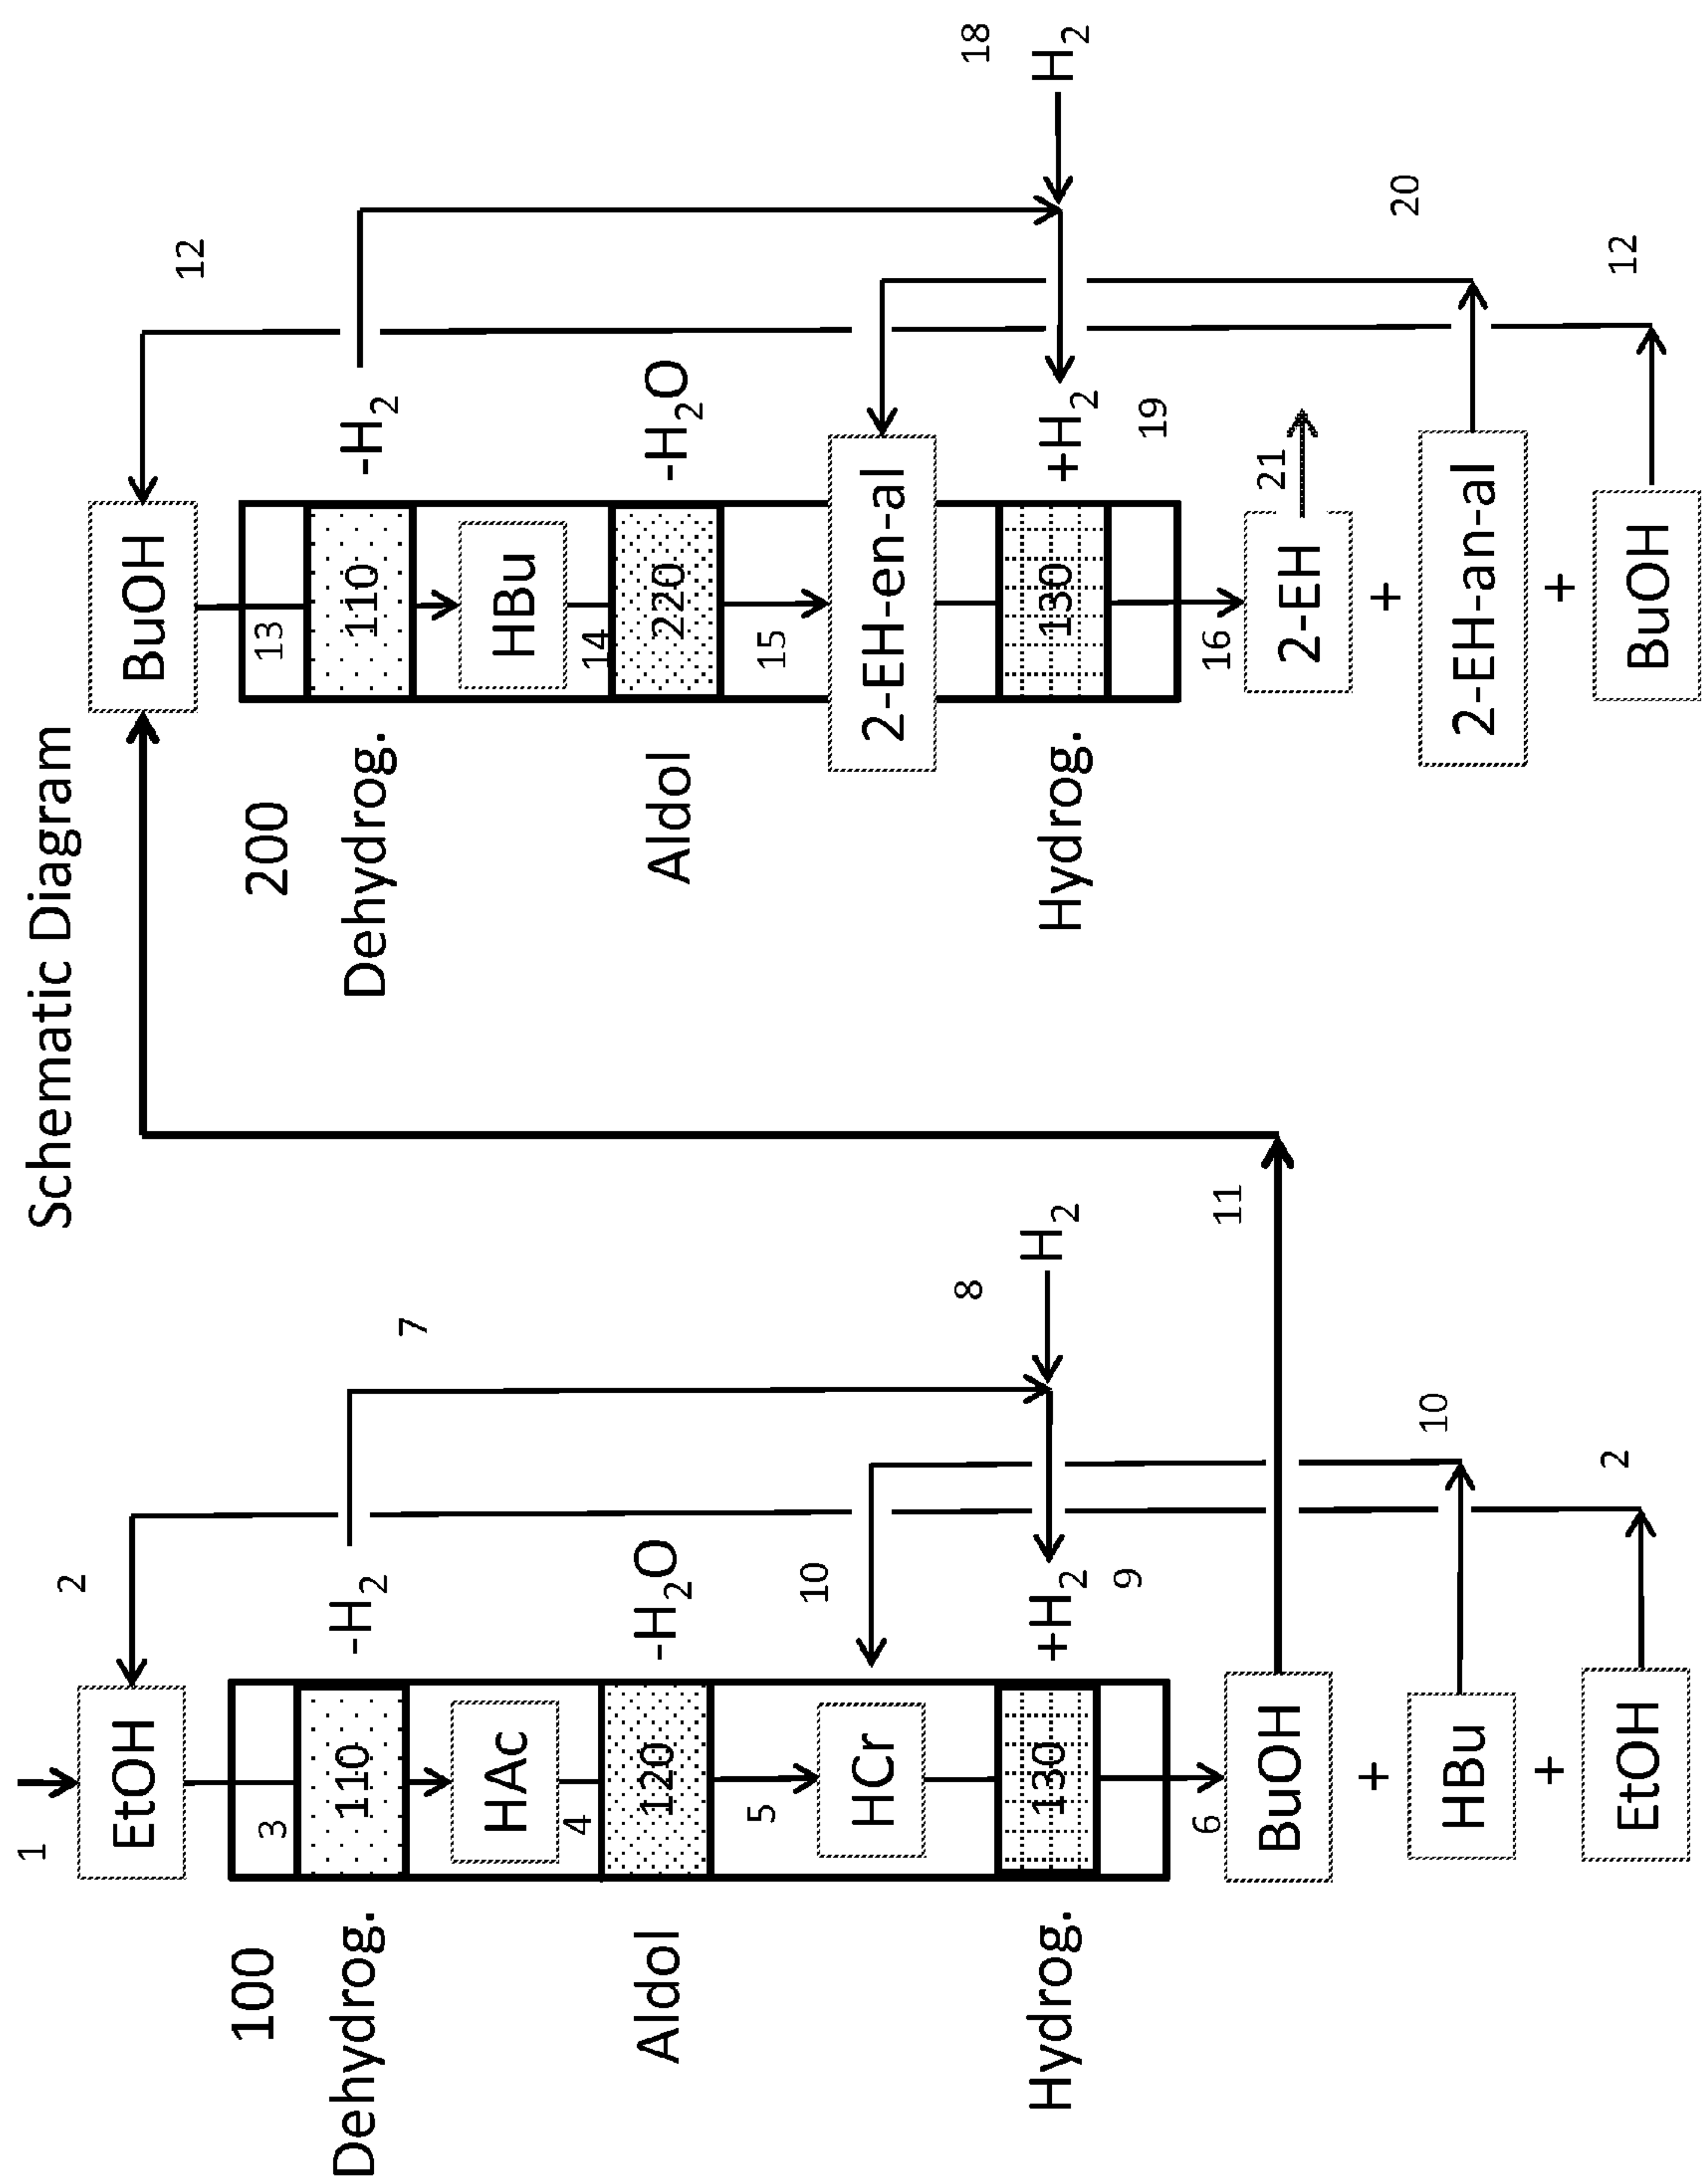 Schematic Diagram
1
EtOH
2
100
3
Dehydrog.
110
-H2
7
HAc
4
Aldol
120
-H2O
5
HCr
10
8
H2
Hydrog.
130
+H2
9
6
BuOH
11
+
HBu
10
+
EtOH
2
BuOH
12
200
13
Dehydrog.
110
-H2
HBu
14
Aldol
220
-H2O
15
2-EH-en-al
18
H2
Hydrog.
130
+H2
19
16
2-EH
21
+
2-EH-an-al
20
+
BuOH
12